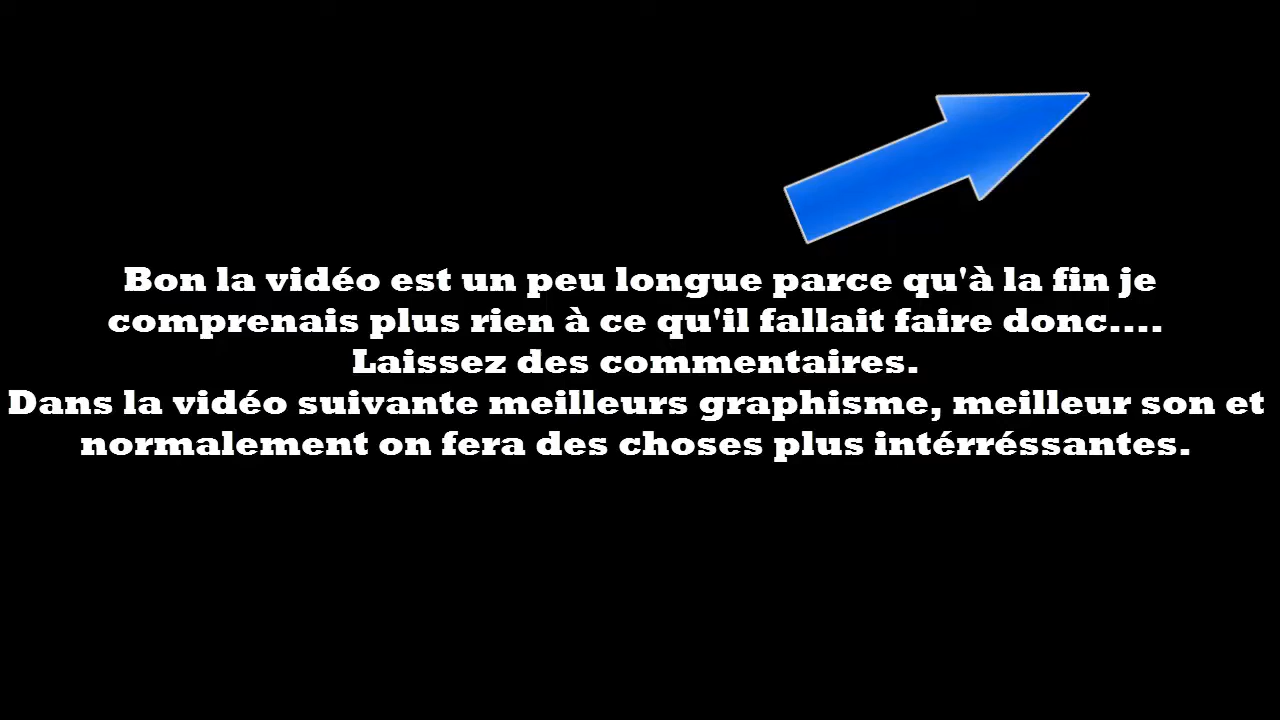 Bon la vidéo est un peu longue parce qu'à la fin je
comprenais plus rien à ce qu'il fallait faire donc....
Laissez des commentaires.
Dans la vidéo suivante meilleurs graphisme, meilleur son et
normalement on fera des choses plus intérréssantes.